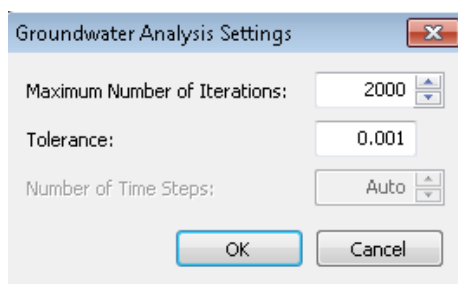 Groundwater Analysis Settings
Maximum Number of Iterations: 2000
Tolerance: 0.001
Number of Time Steps: Auto
OK Cancel